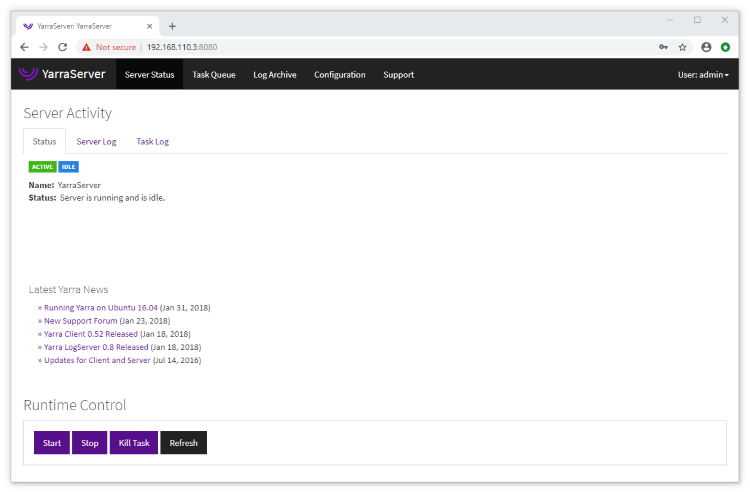 YarraServer: YarraServer
Not secure | 192.168.110.3:8080
YarraServer Server Status Task Queue Log Archive Configuration Support User: admin
Server Activity
Status Server Log Task Log
ACTIVE IDLE
Name: YarraServer
Status: Server is running and is idle.
Latest Yarra News
» Running Yarra on Ubuntu 16.04 (Jan 31, 2018)
» New Support Forum (Jan 23, 2018)
» Yarra Client 0.52 Released (Jan 18, 2018)
» Yarra LogServer 0.8 Released (Jan 18, 2018)
» Updates for Client and Server (Jul 14, 2016)
Runtime Control
Start Stop Kill Task Refresh